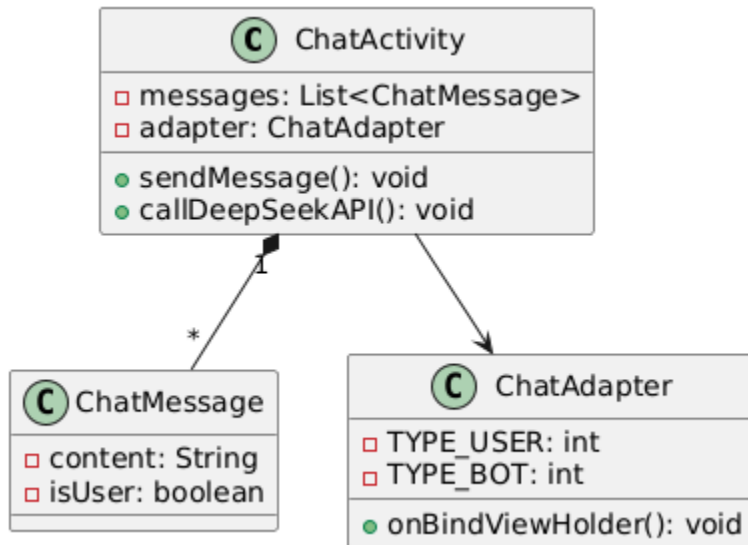 C ChatActivity
messages: List<ChatMessage>
adapter: ChatAdapter
sendMessage(): void
callDeepSeekAPI(): void
1
*
C ChatMessage
content: String
isUser: boolean
C ChatAdapter
TYPE_USER: int
TYPE_BOT: int
onBindViewHolder(): void